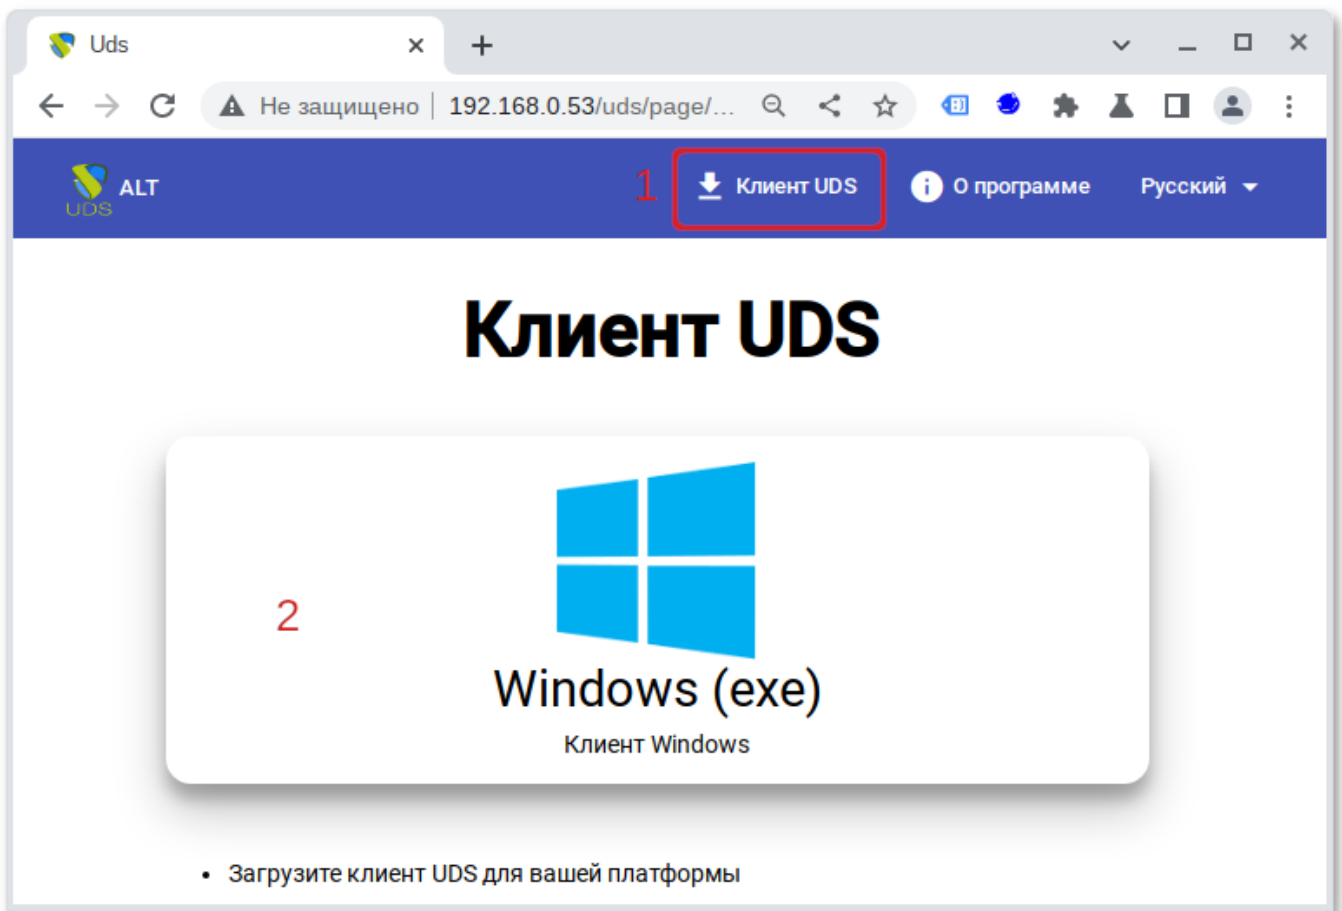 Uds
Не защищено 192.168.0.53/uds/page/...
UDS ALT 1 Клиент UDS i О программе Русский
Клиент UDS
2
Windows (exe)
Клиент Windows
• Загрузите клиент UDS для вашей платформы